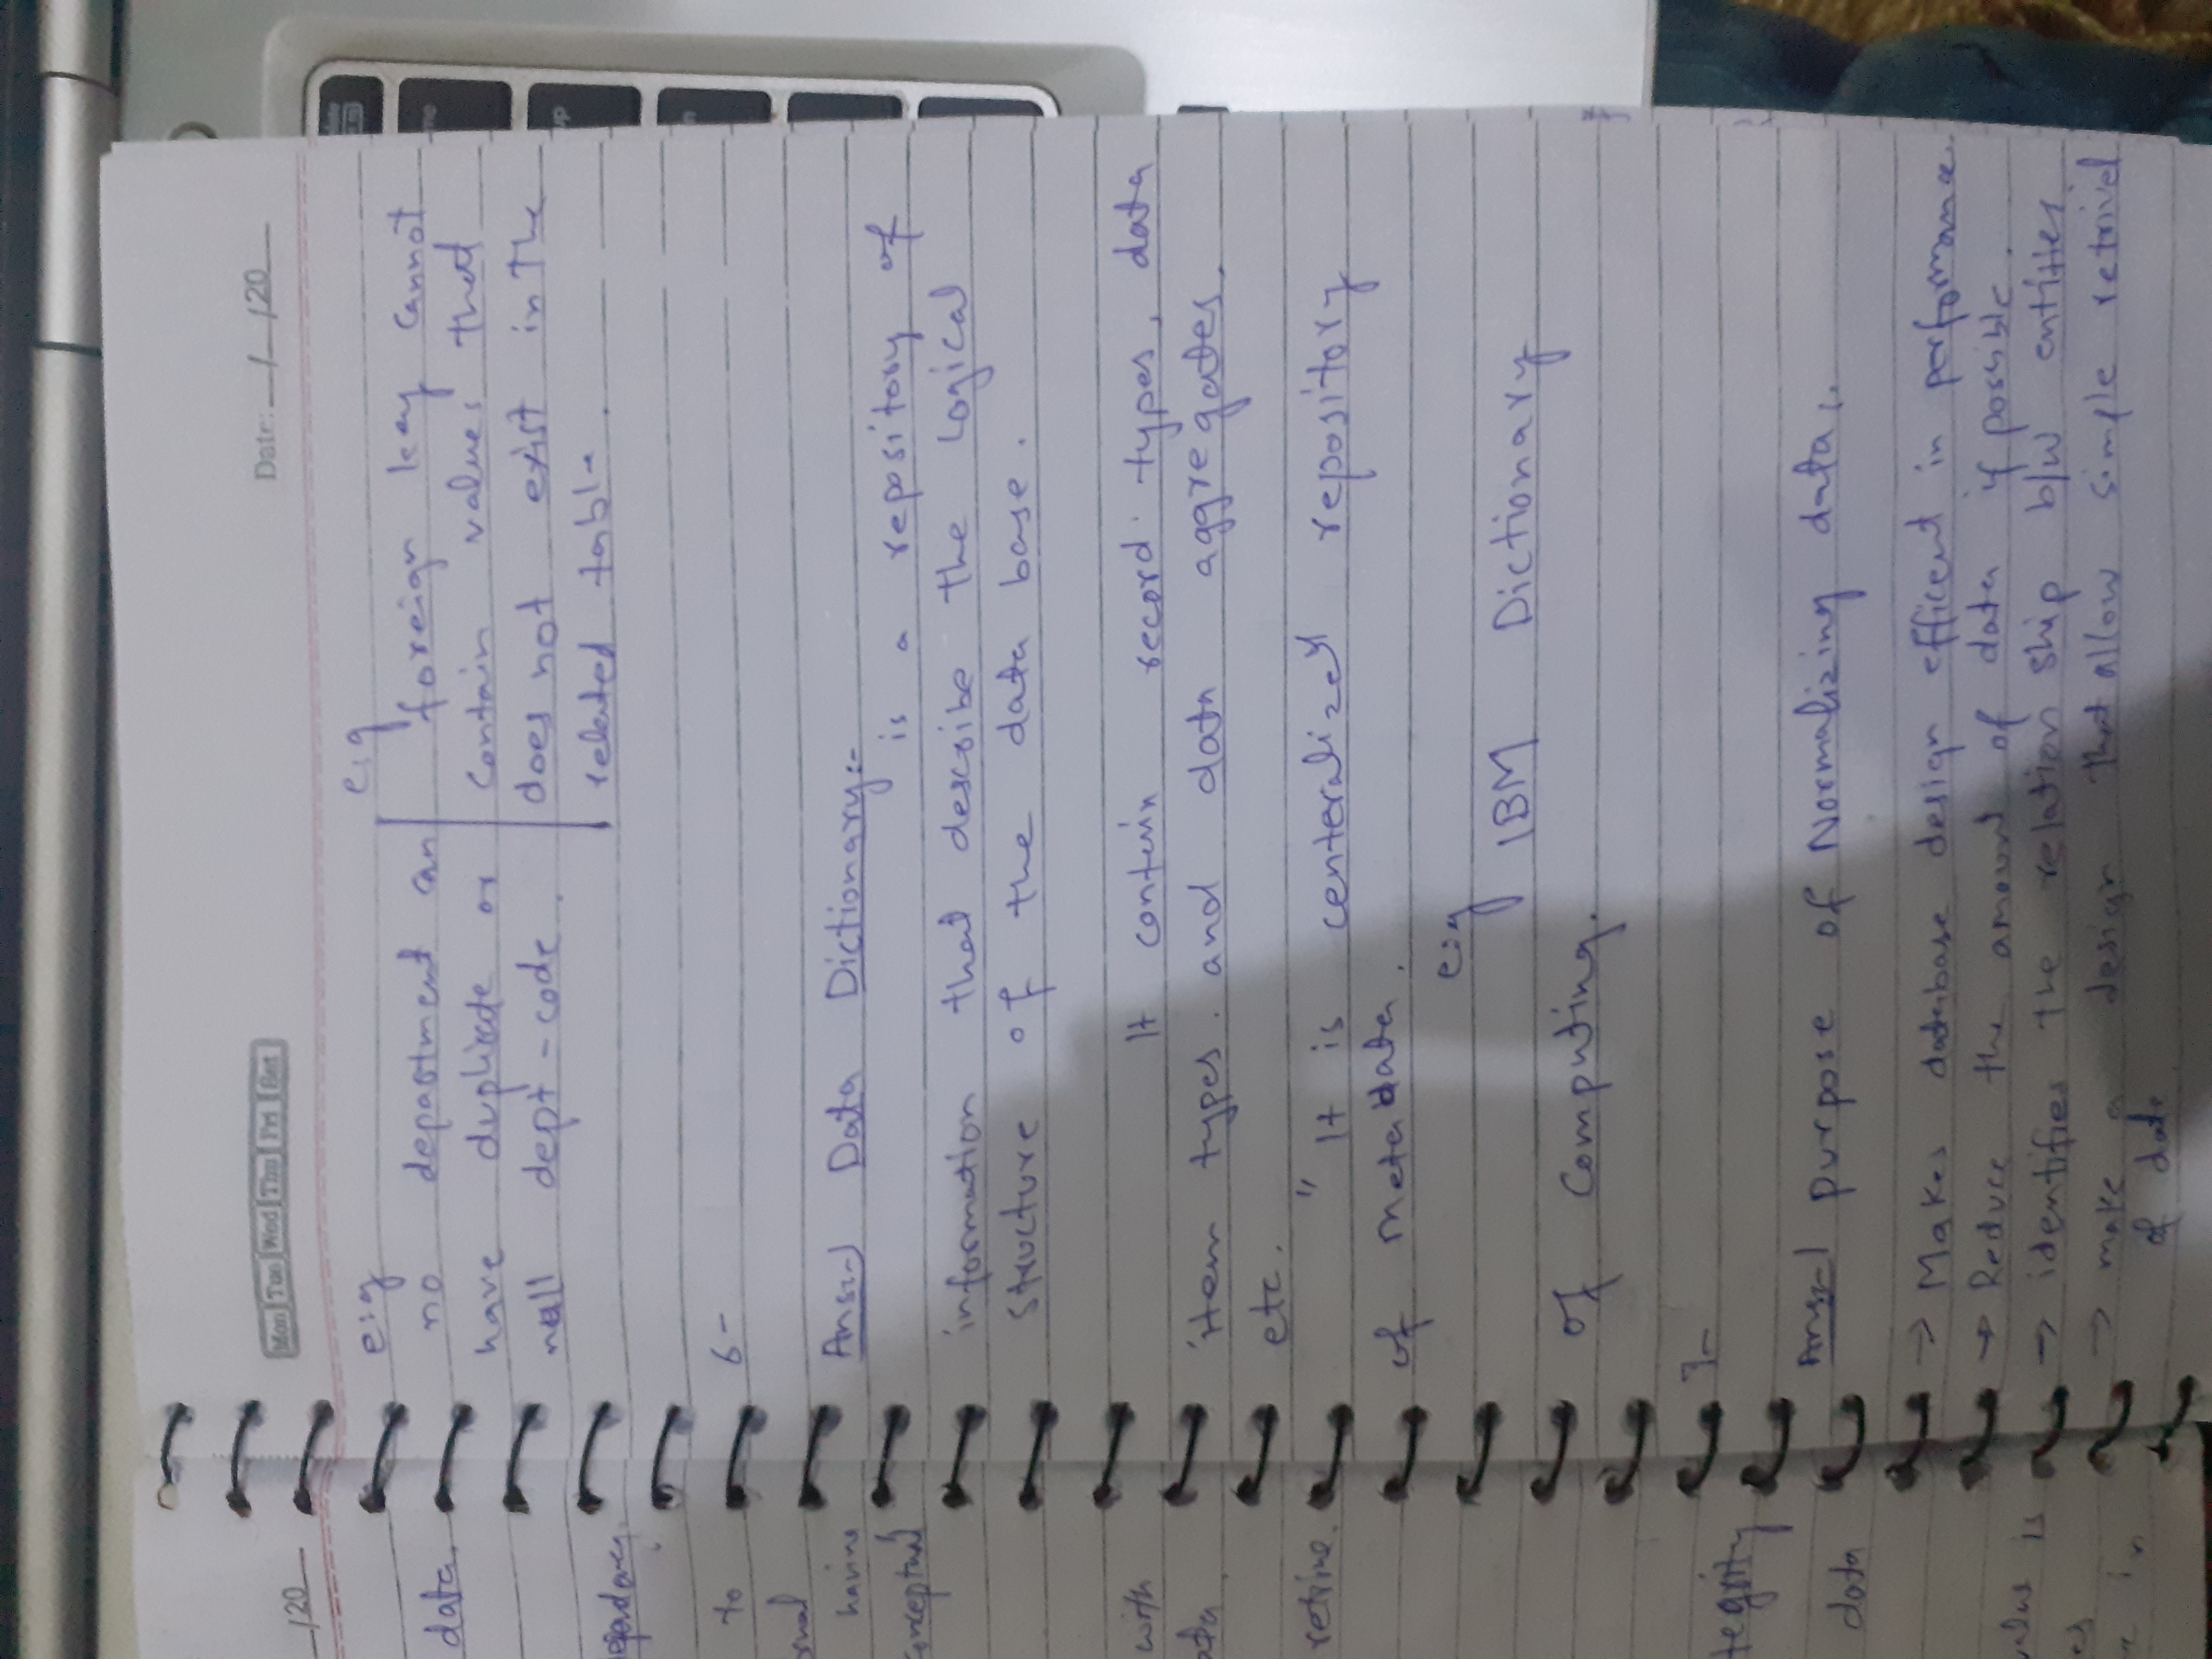 /20
data.
to
having
conceptual
with
retrive.
tegrity
data
value is
es
in
Mon Tue Wed Thu Fri Sat
Date: __/__/20__
e:g
no department can
have duplicate or
null dept-code.
e:g
foreign key cannot
contain values that
does not exist in the
related table.
6-
Ans:-) Data Dictionary:-
is a repository of
information that describe the logical
structure of the data base.
It contain record types, data
item types. and data aggregates.
etc.
" It is centeralized repository
of metadata.
e:g
IBM Dictionary
of Computing.
7-
Ans:-) purpose of Normalizing data:.
→ Makes database design efficent in performance.
→ Reduce the amount of data if possible.
→ identifies the relation ship b/w entities.
→ make a design that allow simple retrivel
of data